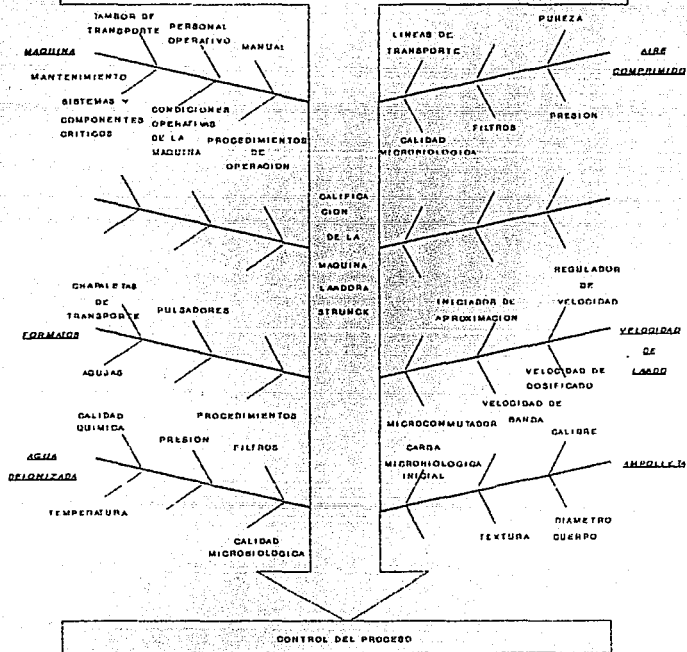 TAMBOR DE
TRANSPORTE
PERSONAL
OPERATIVO
MANUAL
MAQUINA
MANTENIMIENTO
SISTEMAS Y
COMPONENTES
CRITICOS
CONDICIONES
OPERATIVAS
DE LA
MAQUINA
PROCEDIMIENTOS
DE
OPERACION
LINEAS DE
TRANSPORTE
PUREZA
AIRE
COMPRIMIDO
CALIDAD
MICROBIOLOGICA
FILTROS
PRESION
CALIFICA
CION
DE LA
MAQUINA
LAADORA
STRUNCK
CHAPALETAS
DE
TRANSPORTE
PULSADORES
FORMATOS
AGUJAS
PROCEDIMIENTOS
INICIADOR DE
APROXIMACION
REGULADOR
DE
VELOCIDAD
VELOCIDAD
DE
LAADO
MICROCONMUTADOR
VELOCIDAD DE
BANDA
VELOCIDAD DE
DOSIFICADO
CALIDAD
QUIMICA
PRESION
FILTROS
AGUA
DEIONIZADA
TEMPERATURA
CALIDAD
MICROBIOLOGICA
CARGA
MICROBIOLOGICA
INICIAL
CALIBRE
AMPOLLETA
TEXTURA
DIAMETRO
CUERPO
CONTROL DEL PROCESO